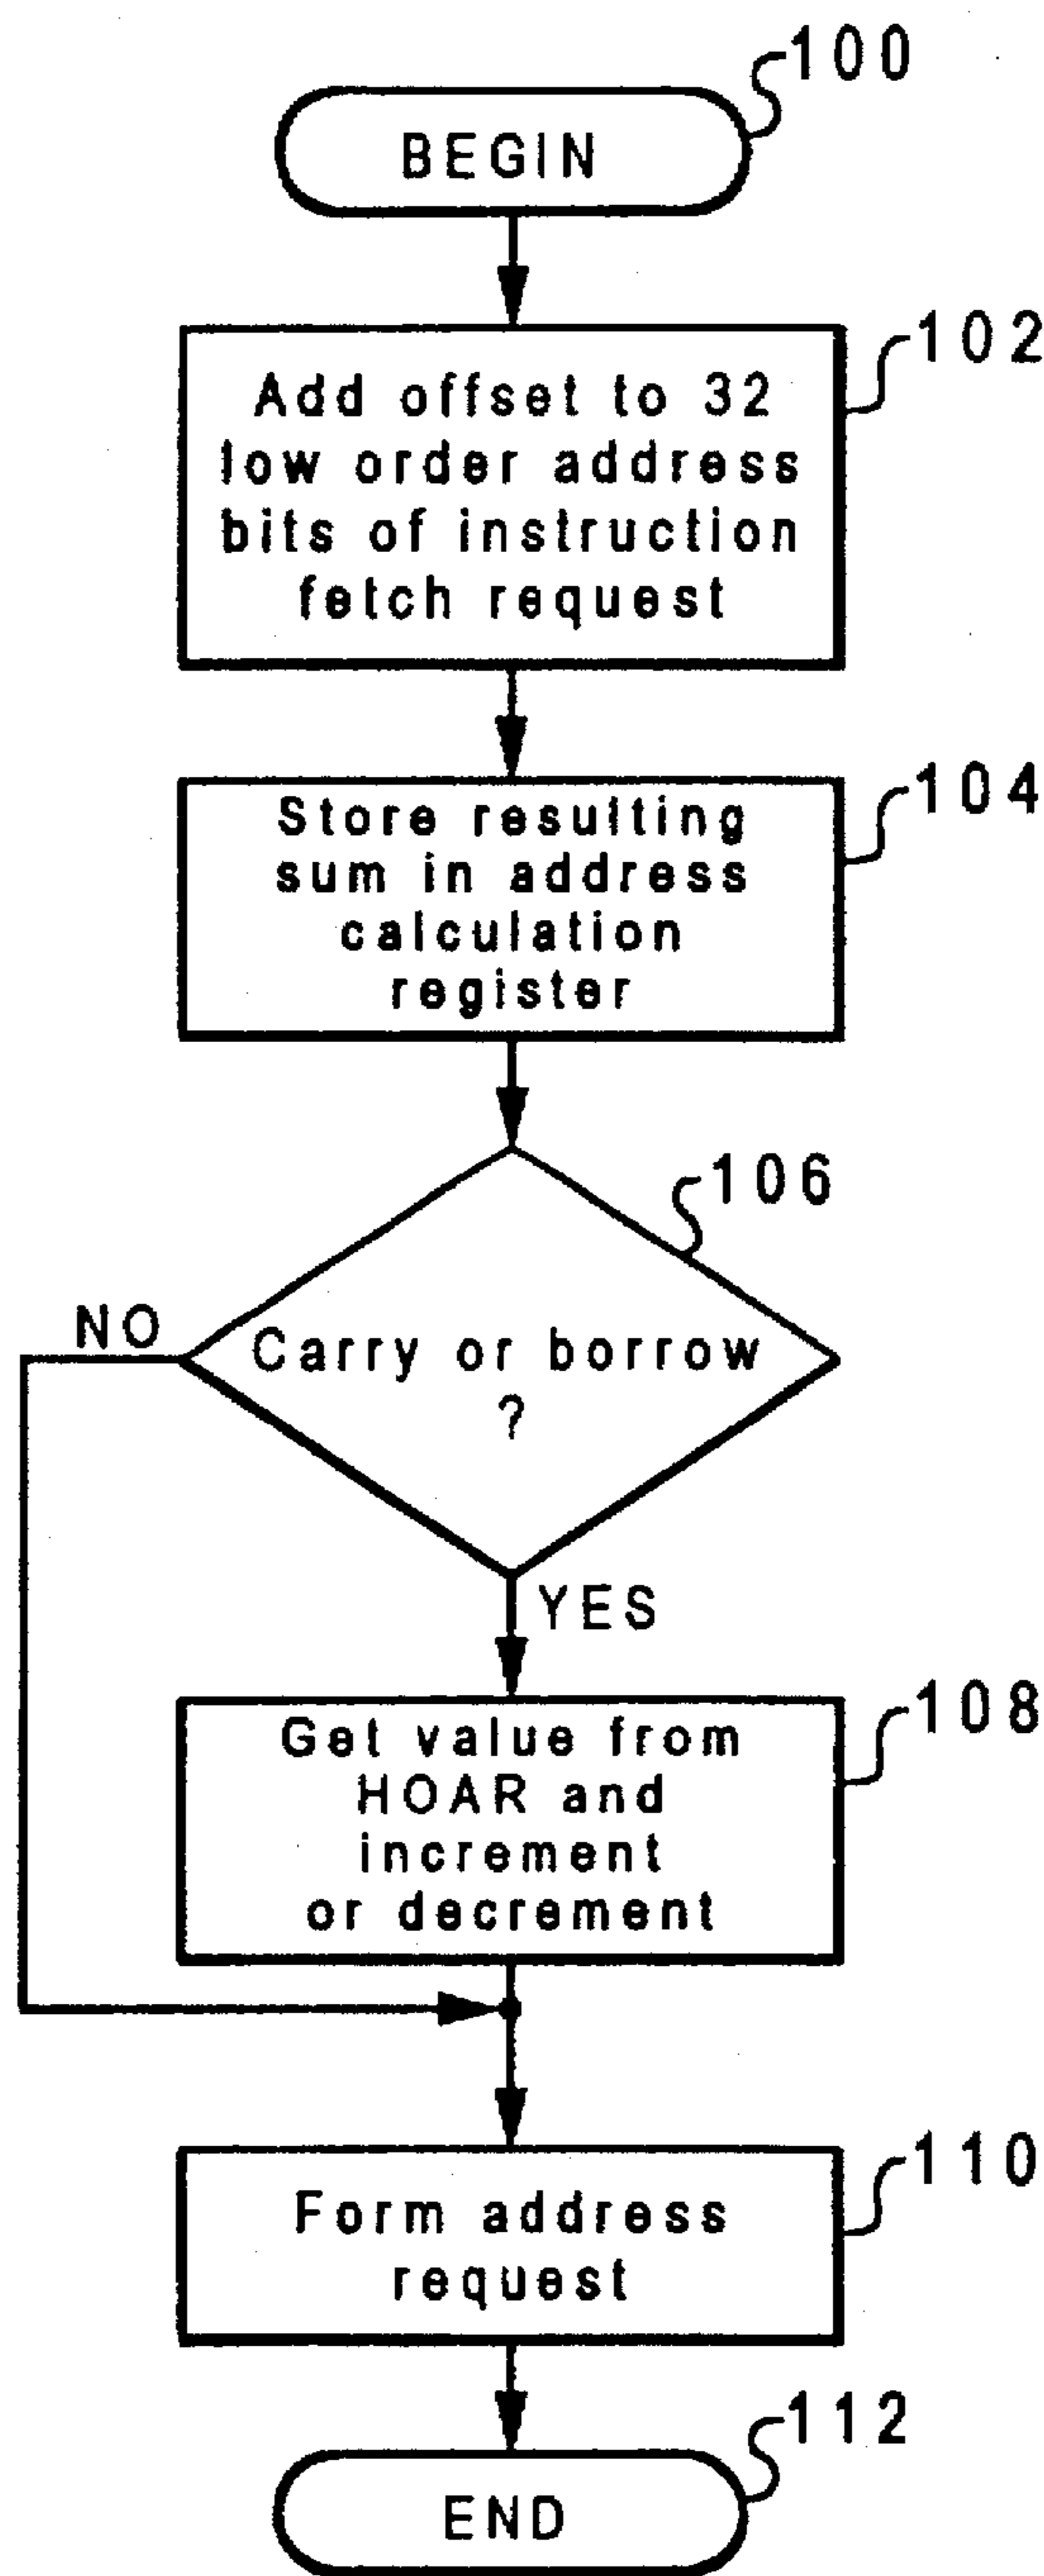 100
BEGIN
102
Add offset to 32
low order address
bits of instruction
fetch request
104
Store resulting
sum in address
calculation
register
106
NO
Carry or borrow
?
YES
108
Get value from
HOAR and
increment
or decrement
110
Form address
request
112
END